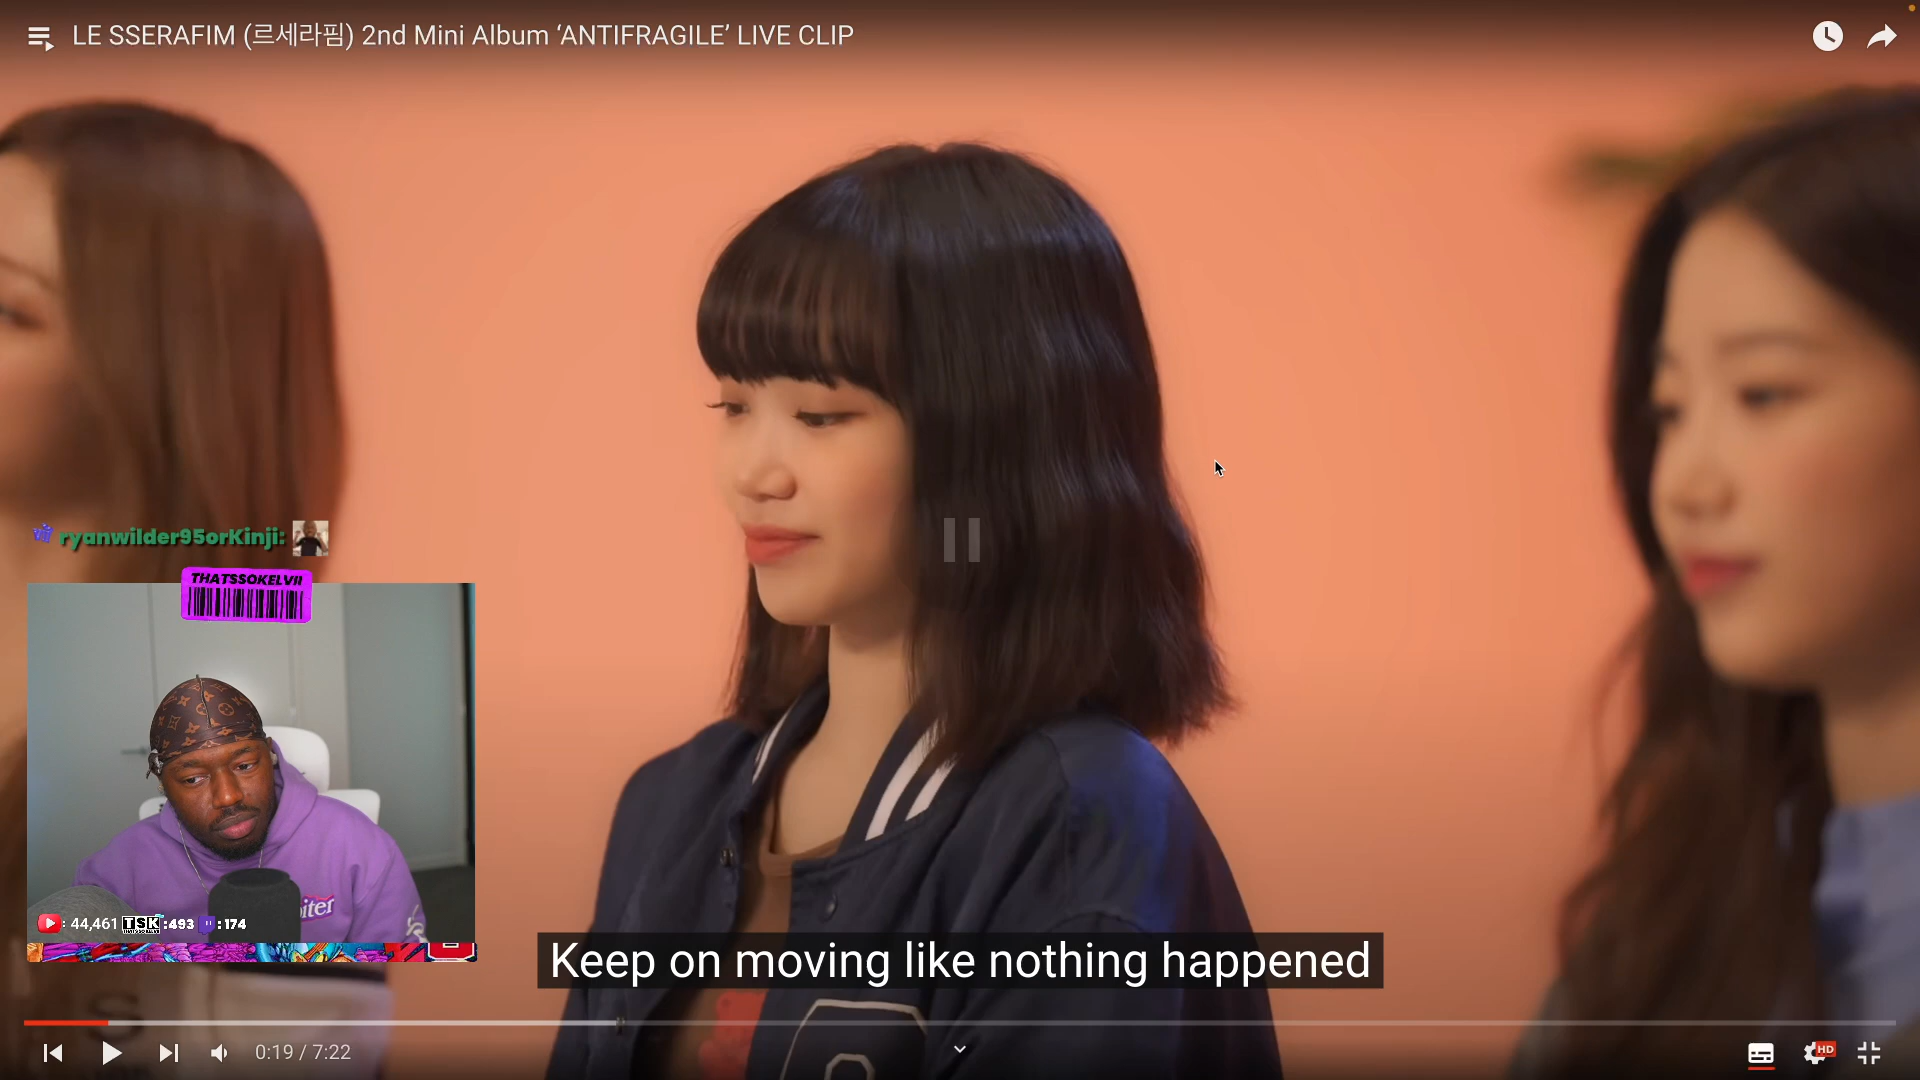 LE SSERAFIM (르세라핌) 2nd Mini Album ‘ANTIFRAGILE’ LIVE CLIP
ryanwilder95orKinji:
THATSSOKELVII
: 44,461 TSK :493 : 174
Keep on moving like nothing happened
0:19 / 7:22
HD